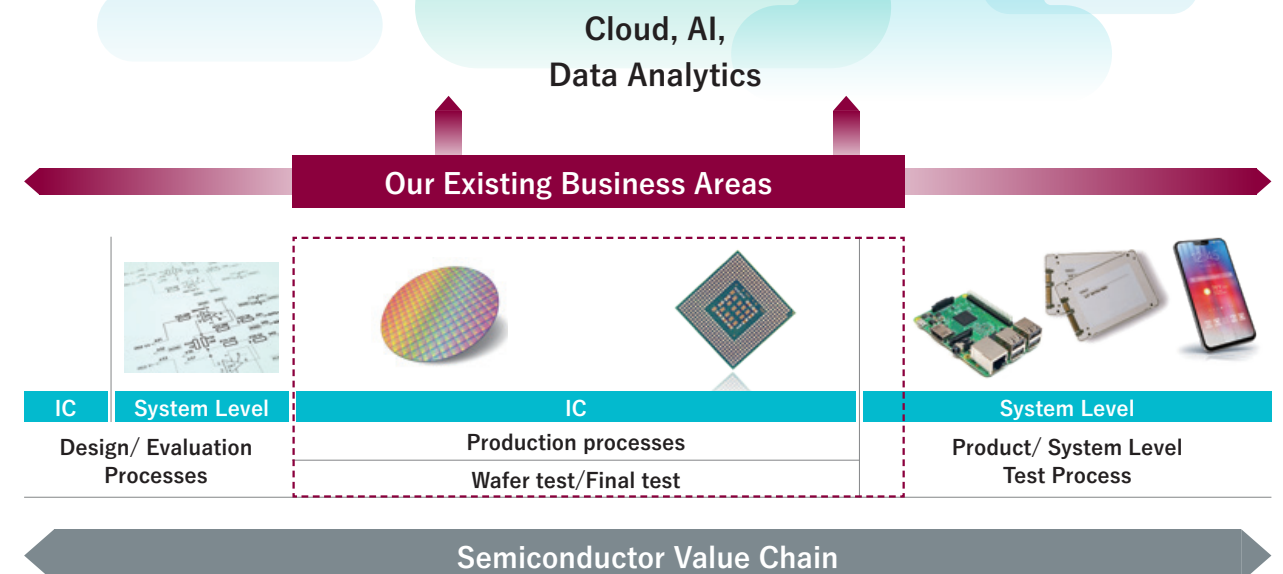 Cloud, AI,
Data Analytics
Our Existing Business Areas
IC
System Level
IC
System Level
Design/ Evaluation
Processes
Production processes
Wafer test/Final test
Product/ System Level
Test Process
Semiconductor Value Chain